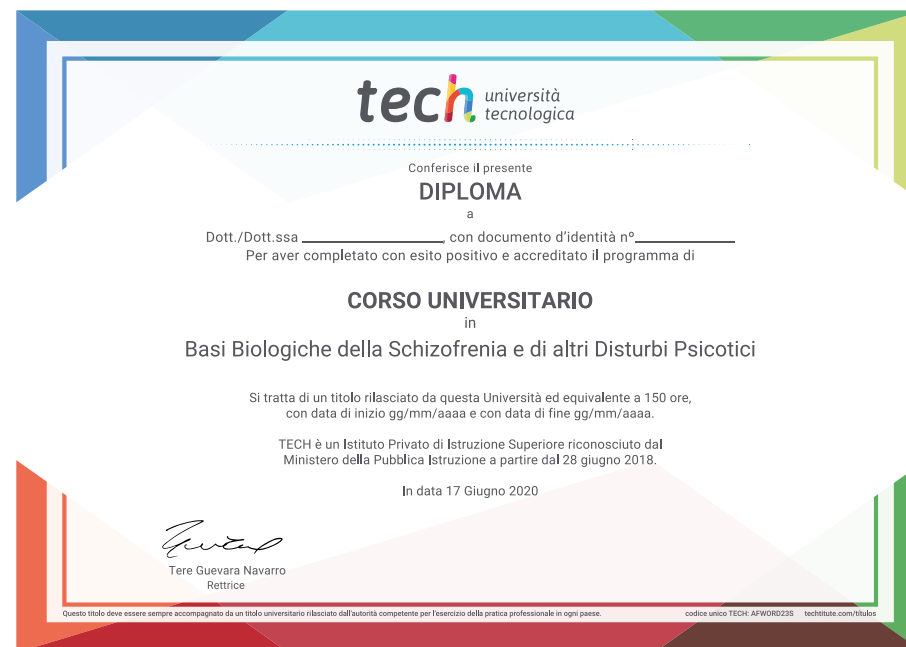 tech università
tecnologica
Conferisce il presente
DIPLOMA
a
Dott./Dott.ssa ____________________, con documento d'identità nº______________
Per aver completato con esito positivo e accreditato il programma di
CORSO UNIVERSITARIO
in
Basi Biologiche della Schizofrenia e di altri Disturbi Psicotici
Si tratta di un titolo rilasciato da questa Università ed equivalente a 150 ore,
con data di inizio gg/mm/aaaa e con data di fine gg/mm/aaaa.
TECH è un Istituto Privato di Istruzione Superiore riconosciuto dal
Ministero della Pubblica Istruzione a partire dal 28 giugno 2018.
In data 17 Giugno 2020
Tere Guevara Navarro
Rettrice
Questo titolo deve essere sempre accompagnato da un titolo universitario rilasciato dall'autorità competente per l'esercizio della pratica professionale in ogni paese. codice unico TECH: AFWORD23S techtitute.com/titulos